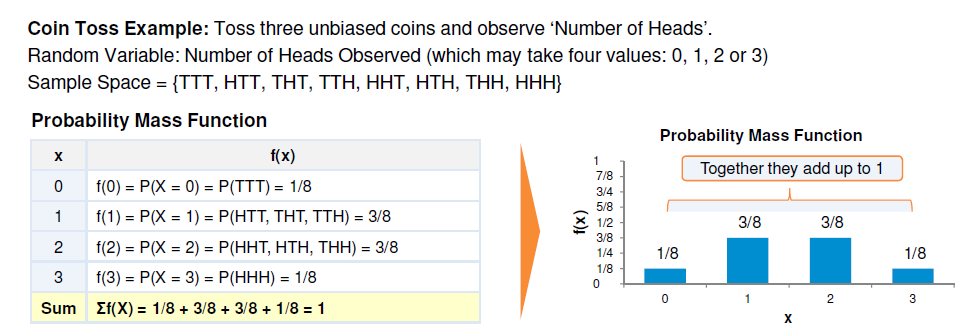 Coin Toss Example: Toss three unbiased coins and observe ‘Number of Heads’.
Random Variable: Number of Heads Observed (which may take four values: 0, 1, 2 or 3)
Sample Space = {TTT, HTT, THT, TTH, HHT, HTH, THH, HHH}
Probability Mass Function
x f(x)
0 f(0) = P(X = 0) = P(TTT) = 1/8
1 f(1) = P(X = 1) = P(HTT, THT, TTH) = 3/8
2 f(2) = P(X = 2) = P(HHT, HTH, THH) = 3/8
3 f(3) = P(X = 3) = P(HHH) = 1/8
Sum Σf(X) = 1/8 + 3/8 + 3/8 + 1/8 = 1
Probability Mass Function
Together they add up to 1
f(x)
1
7/8
3/4
5/8
1/2
3/8
1/4
1/8
0
1/8 3/8 3/8 1/8
0 1 2 3
x